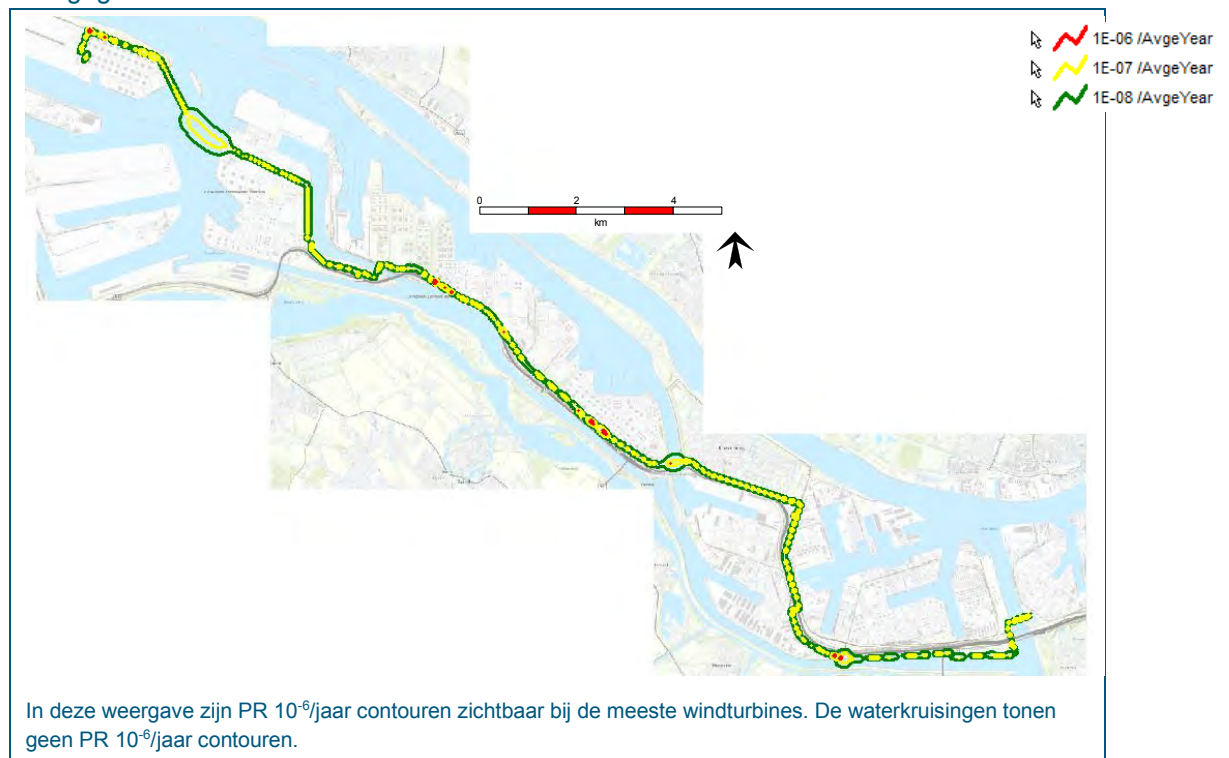 1E-06 /AvgeYear
1E-07 /AvgeYear
1E-08 /AvgeYear
0 2 4
km
In deze weergave zijn PR 10⁻⁶/jaar contouren zichtbaar bij de meeste windturbines. De waterkruisingen tonen
geen PR 10⁻⁶/jaar contouren.